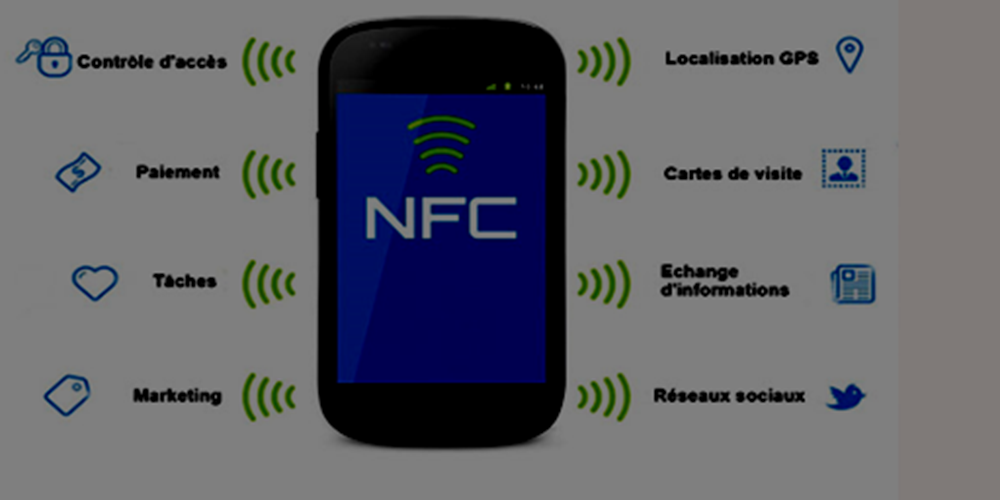 Contrôle d'accès
Localisation GPS
Paiement
Cartes de visite
NFC
Tâches
Echange
d'informations
Marketing
Réseaux sociaux